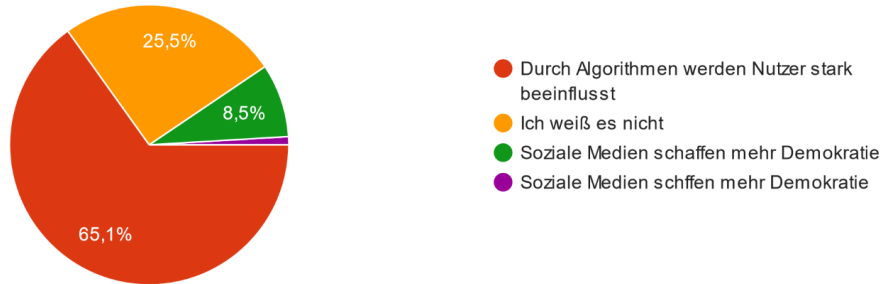 25,5%
8,5%
65,1%
Durch Algorithmen werden Nutzer stark
beeinflusst
Ich weiß es nicht
Soziale Medien schaffen mehr Demokratie
Soziale Medien schffen mehr Demokratie